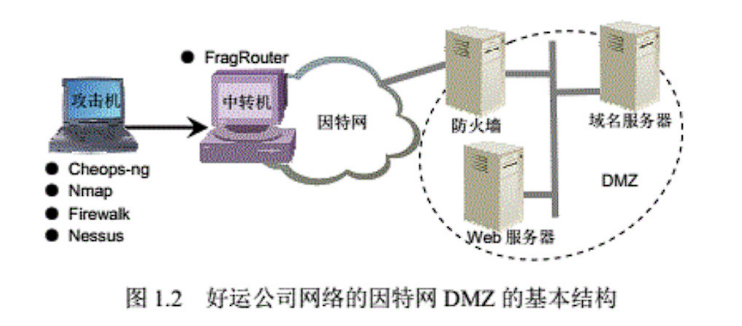 ● FragRouter
攻击机
中转机
因特网
防火墙
域名服务器
● Cheops-ng
● Nmap
● Firewalk
● Nessus
DMZ
Web 服务器
图 1.2 好运公司网络的因特网 DMZ 的基本结构